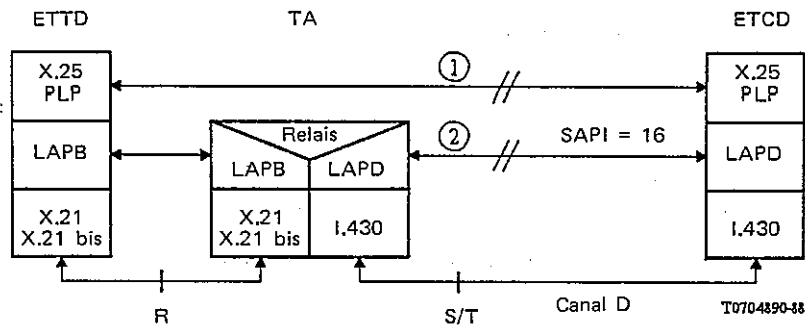 ETTD
TA
ETCD
X.25
PLP
1
X.25
PLP
LAPB
Relais
LAPB
LAPD
2
SAPI = 16
LAPD
X.21
X.21 bis
X.21
X.21 bis
I.430
I.430
R
S/T
Canal D
T0704890-88